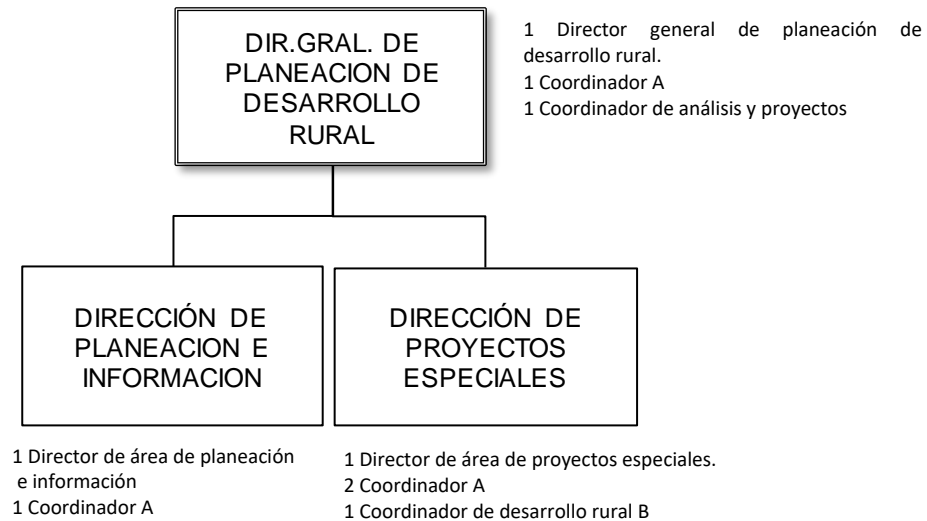 DIR.GRAL. DE
PLANEACION DE
DESARROLLO
RURAL
1 Director general de planeación de
desarrollo rural.
1 Coordinador A
1 Coordinador de análisis y proyectos
DIRECCIÓN DE
PLANEACION E
INFORMACION
DIRECCIÓN DE
PROYECTOS
ESPECIALES
1 Director de área de planeación
e información
1 Coordinador A
1 Director de área de proyectos especiales.
2 Coordinador A
1 Coordinador de desarrollo rural B